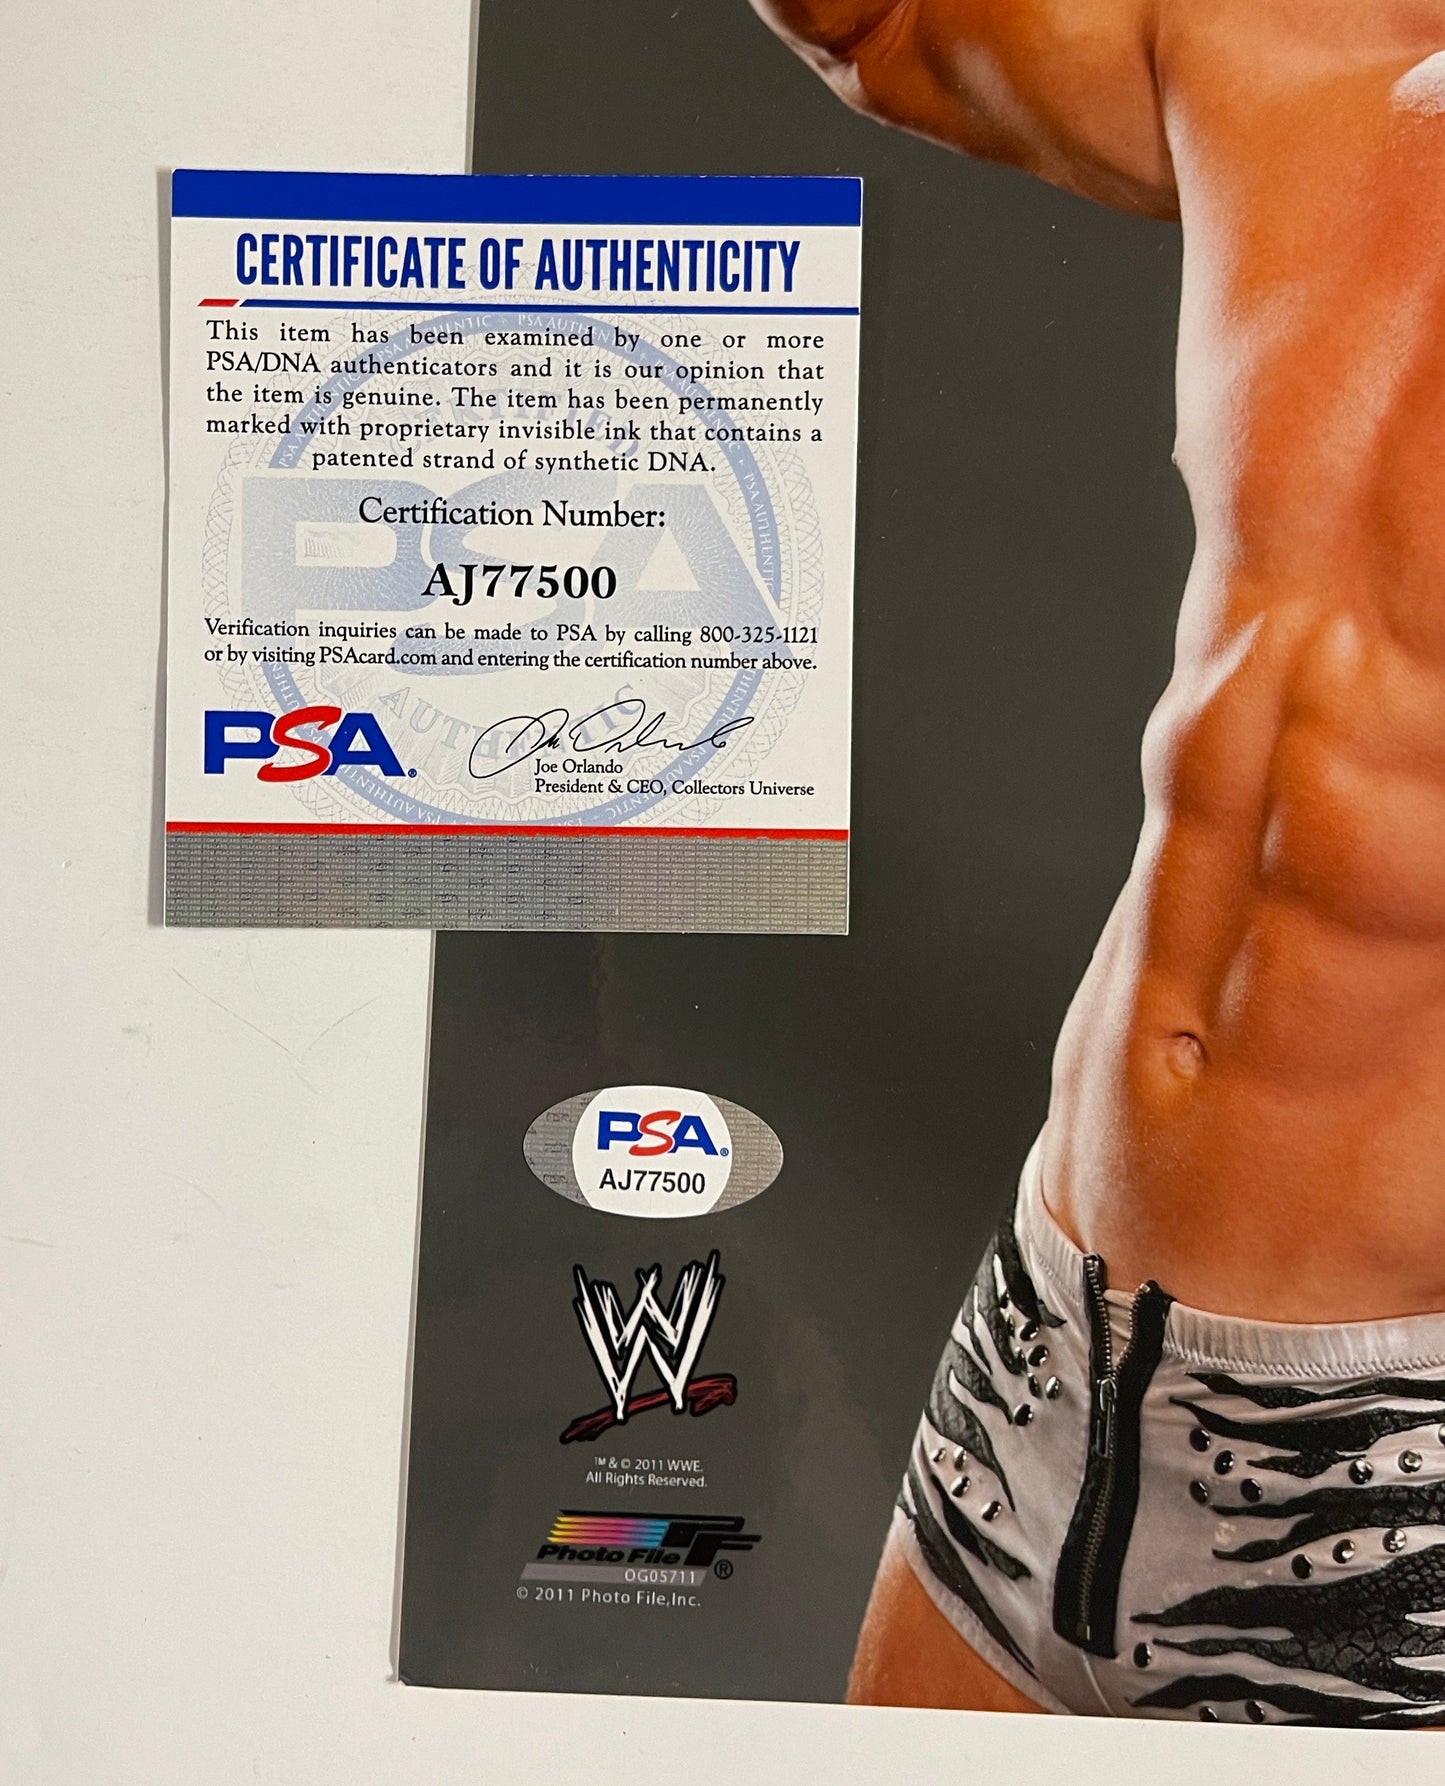 CERTIFICATE OF AUTHENTICITY
This item has been examined by one or more
PSA/DNA authenticators and it is our opinion that
the item is genuine. The item has been permanently
marked with proprietary invisible ink that contains a
patented strand of synthetic DNA.
Certification Number:
AJ77500
Verification inquiries can be made to PSA by calling 800-325-1121
or by visiting PSAcard.com and entering the certification number above.
PSA®
Joe Orlando
President & CEO, Collectors Universe
PSA®
AJ77500
W
™ & © 2011 WWE.
All Rights Reserved.
Photo File PF®
OG05711
© 2011 Photo File,Inc.